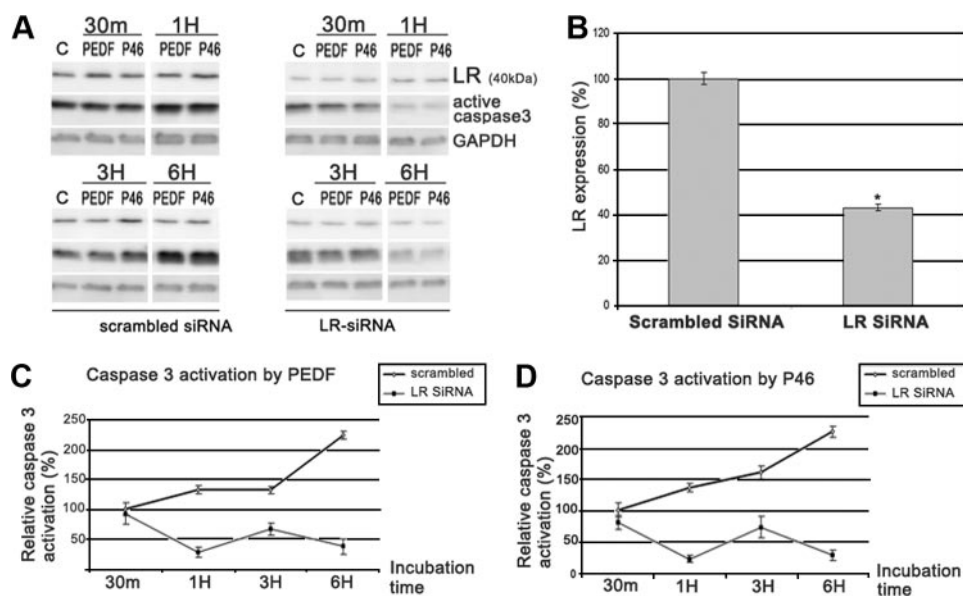 A
30m 1H
C PEDF P46 PEDF P46
3H 6H
C PEDF P46 PEDF P46
scrambled siRNA
30m 1H
C PEDF P46 PEDF P46
LR (40kDa)
active
caspase3
GAPDH
3H 6H
C PEDF P46 PEDF P46
LR-siRNA
B
LR expression (%)
120
100
80
60
40
20
0
*
Scrambled SiRNA LR SiRNA
C
Caspase 3 activation by PEDF
scrambled
LR SiRNA
Relative caspase 3
activation (%)
250
200
150
100
50
30m 1H 3H 6H
Incubation
time
D
Caspase 3 activation by P46
scrambled
LR SiRNA
Relative caspase 3
activation (%)
250
200
150
100
50
0
30m 1H 3H 6H
Incubation
time